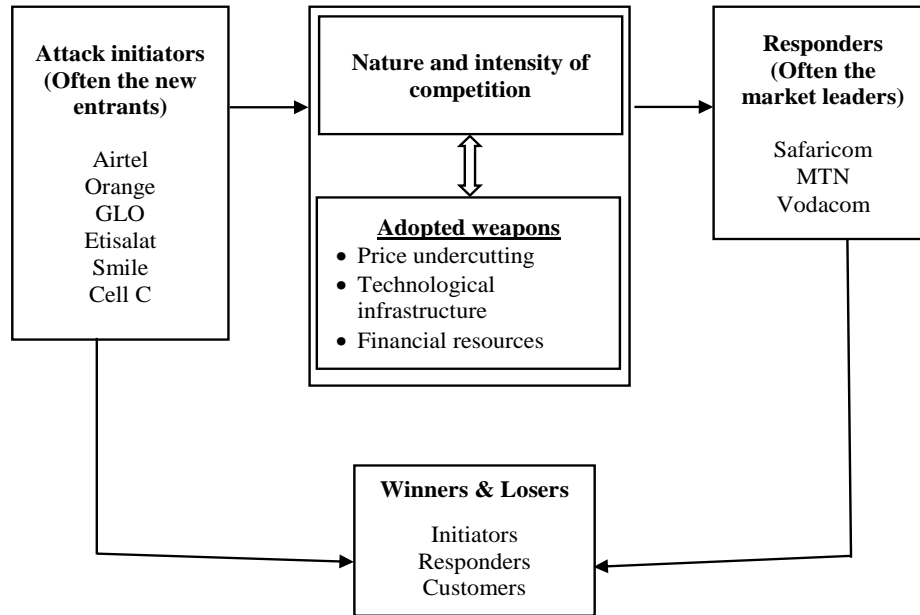 Attack initiators
(Often the new
entrants)
Airtel
Orange
GLO
Etisalat
Smile
Cell C
Nature and intensity of
competition
Adopted weapons
• Price undercutting
• Technological
infrastructure
• Financial resources
Responders
(Often the
market leaders)
Safaricom
MTN
Vodacom
Winners & Losers
Initiators
Responders
Customers